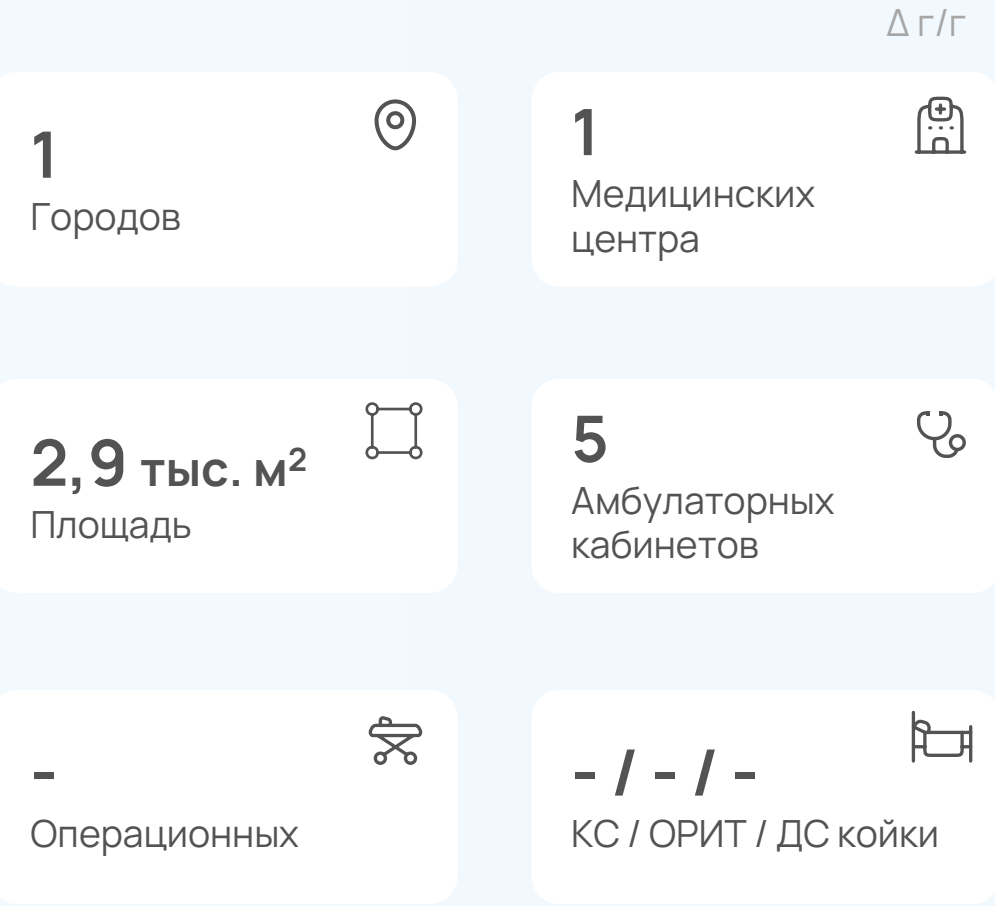 Δ г/г
1
Городов
1
Медицинских
центра
2,9 тыс. м²
Площадь
5
Амбулаторных
кабинетов
-
Операционных
- / - / -
КС / ОРИТ / ДС койки